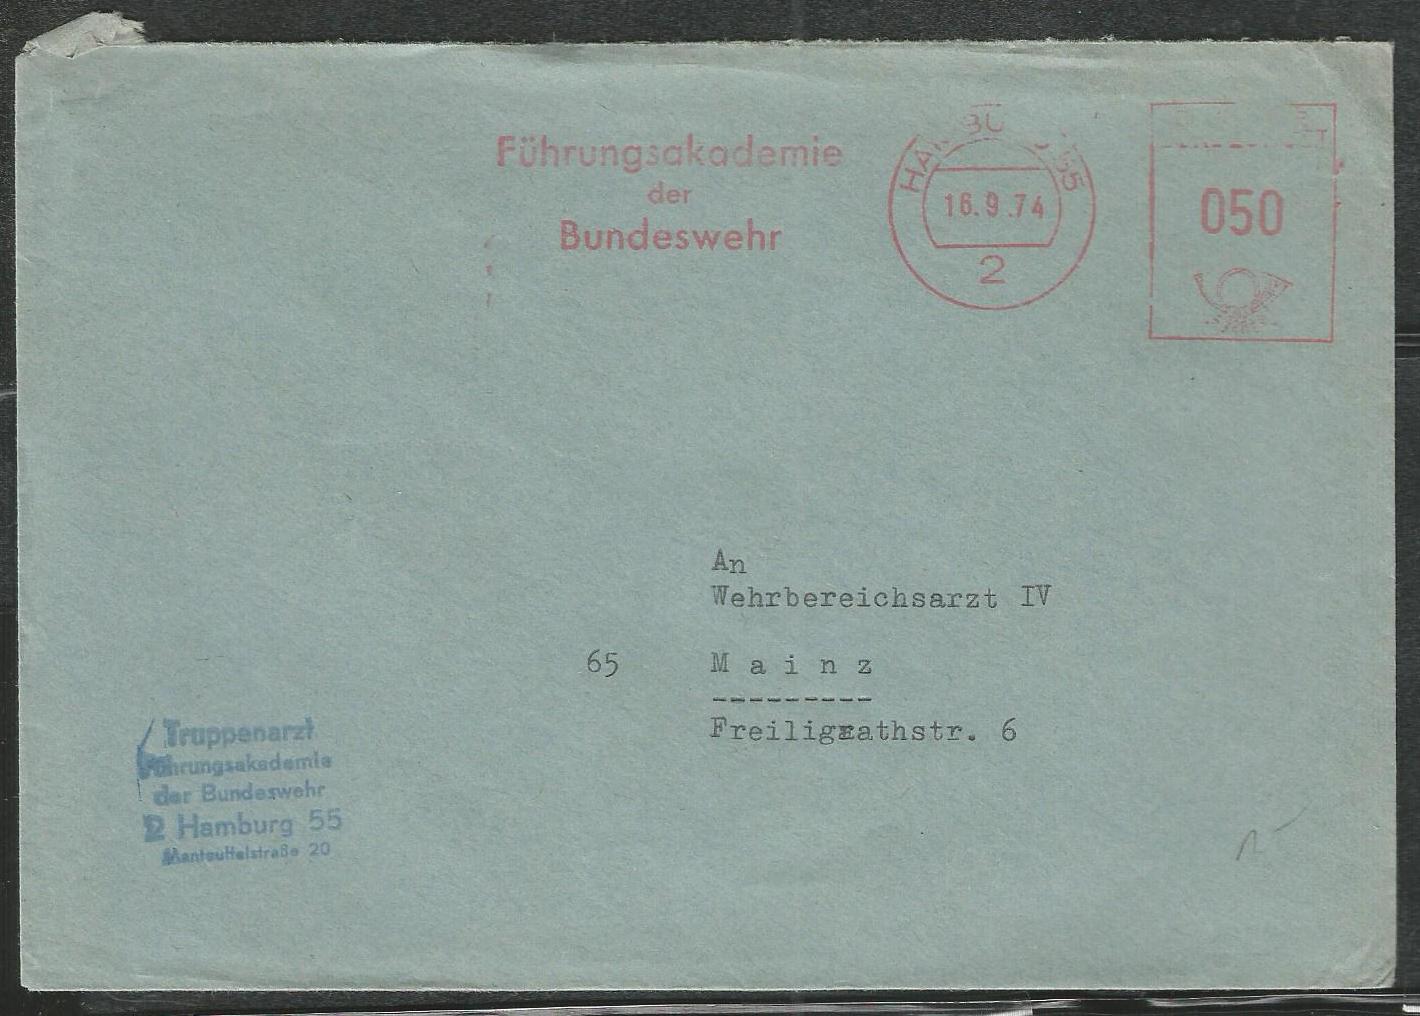 Führungsakademie
der
Bundeswehr
55
16.9.74
2
050
An
Wehrbereichsarzt IV
65 Mainz
---------
Freiligrathstr. 6
Truppenarzt
Führungsakademie
der Bundeswehr
2 Hamburg 55
Manteuffelstraße 20